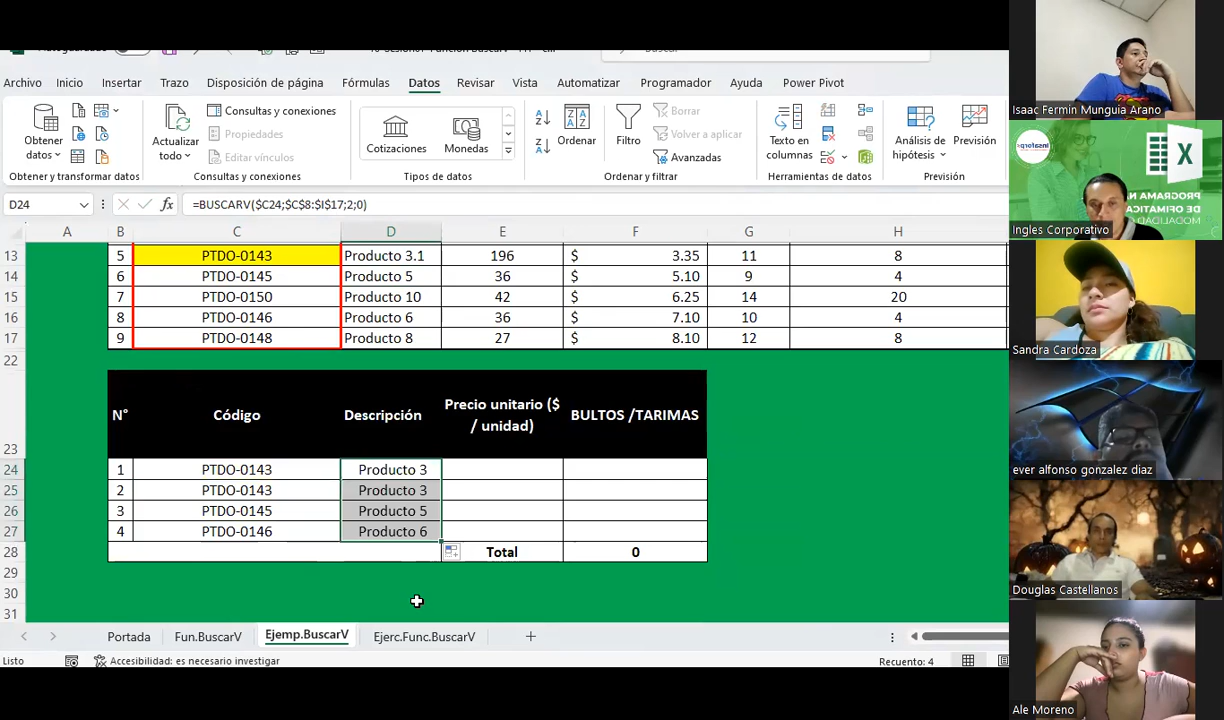 Archivo Inicio Insertar Trazo Disposición de página Fórmulas Datos Revisar Vista Automatizar Programador Ayuda Power Pivot
Obtener datos
Actualizar todo
Consultas y conexiones
Propiedades
Editar vínculos
Cotizaciones
Monedas
Ordenar
Filtro
Borrar
Volver a aplicar
Avanzadas
Texto en columnas
Análisis de hipótesis
Previsión
Obtener y transformar datos Consultas y conexiones Tipos de datos Ordenar y filtrar Herramientas de datos Previsión
D24 fx =BUSCARV($C24;$C$8:$I$17;2;0)
A B C D E F G H
13 5 PTDO-0143 Producto 3.1 196 $ 3.35 11 8
14 6 PTDO-0145 Producto 5 36 $ 5.10 9 4
15 7 PTDO-0150 Producto 10 42 $ 6.25 14 20
16 8 PTDO-0146 Producto 6 36 $ 7.10 10 4
17 9 PTDO-0148 Producto 8 27 $ 8.10 12 8
22
23 N° Código Descripción Precio unitario ($ / unidad) BULTOS /TARIMAS
24 1 PTDO-0143 Producto 3
25 2 PTDO-0143 Producto 3
26 3 PTDO-0145 Producto 5
27 4 PTDO-0146 Producto 6
28 Total 0
29
30
31
Portada Fun.BuscarV Ejemp.BuscarV Ejerc.Func.BuscarV
Listo Accesibilidad: es necesario investigar Recuento: 4
Isaac Fermin Munguia Arano
Insaforp
X
PROGRAMA N
DE OFIMATICA
MODALIDAD
Ingles Corporativo
Sandra Cardoza
ever alfonso gonzalez diaz
Douglas Castellanos
Ale Moreno